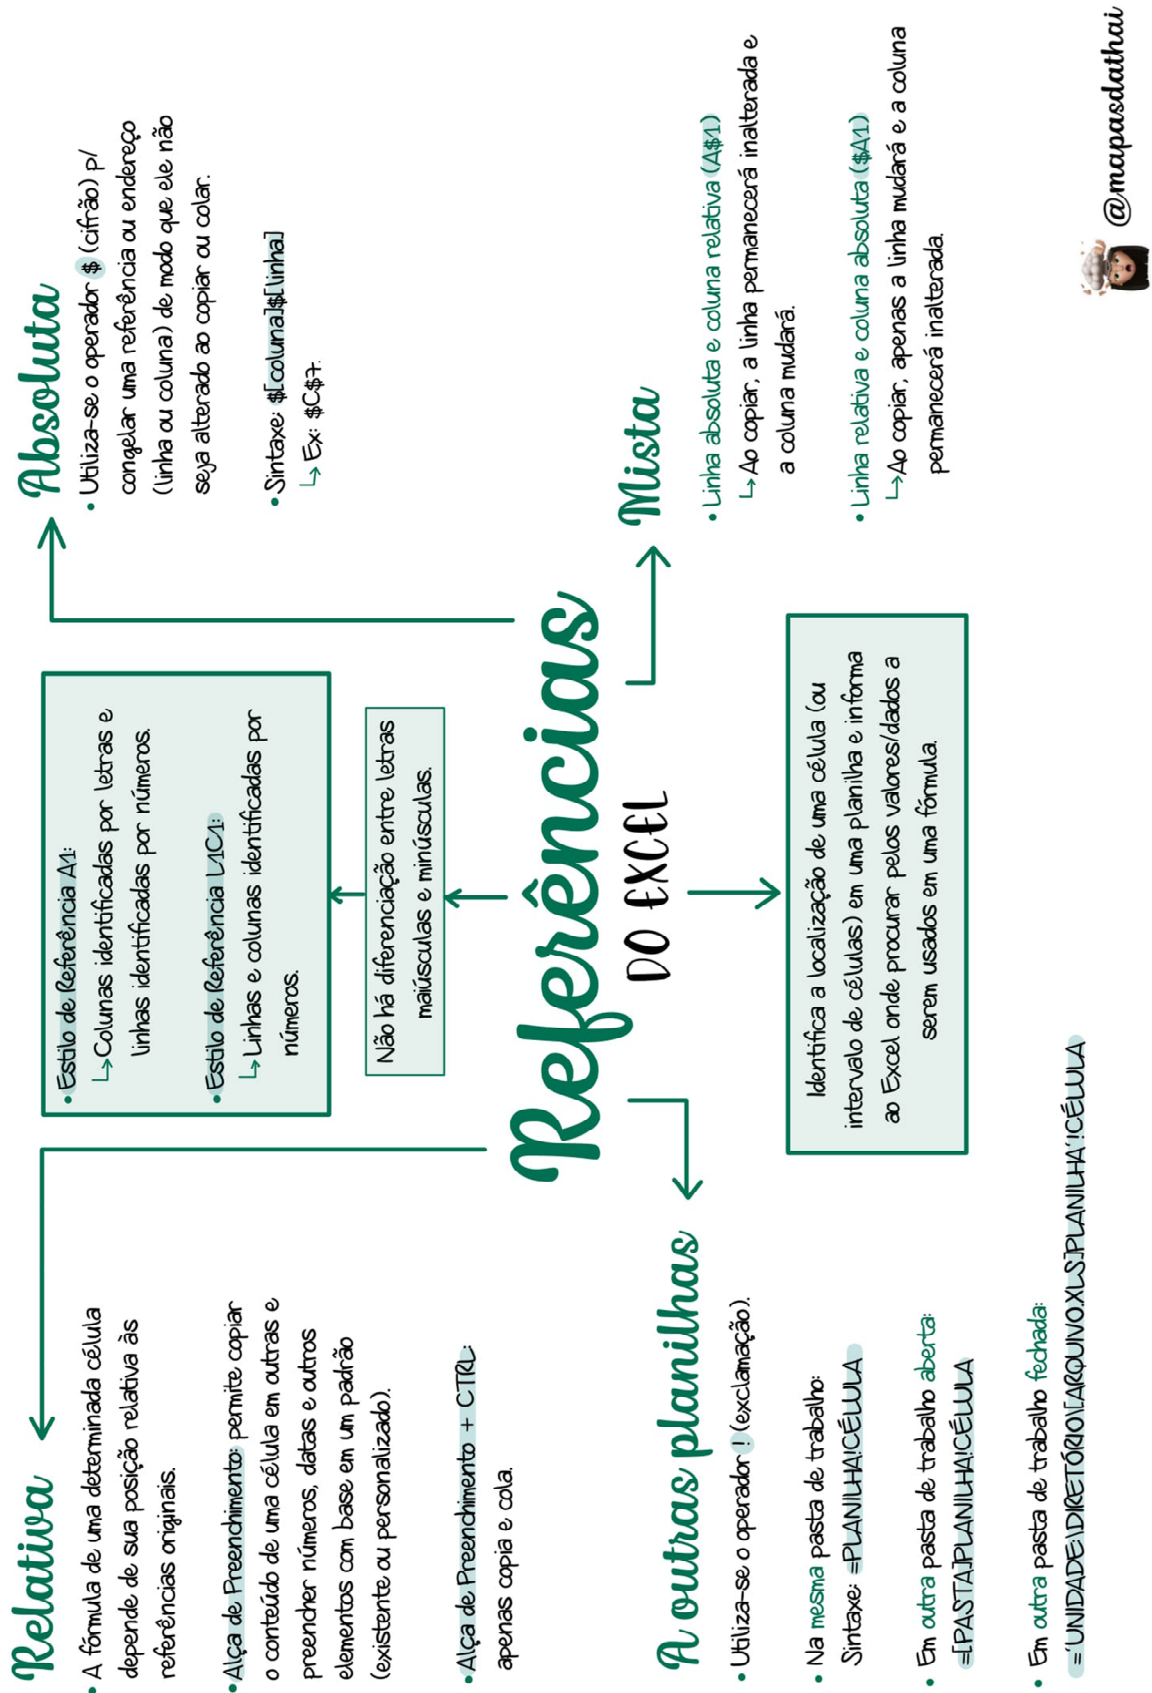 Relativa
• A fórmula de uma determinada célula
depende de sua posição relativa às
referências originais.
• Alça de Preenchimento: permite copiar
o conteúdo de uma célula em outras e
preencher números, datas e outros
elementos com base em um padrão
(existente ou personalizado).
• Alça de Preenchimento + CTRL:
apenas copia e cola.
• Estilo de Referência A1:
↳ Colunas identificadas por letras e
linhas identificadas por números.
• Estilo de Referência L1C1:
↳ Linhas e colunas identificadas por
números.
Não há diferenciação entre letras
maiúsculas e minúsculas.
Absoluta
• Utiliza-se o operador $ (cifrão) p/
congelar uma referência ou endereço
(linha ou coluna) de modo que ele não
seja alterado ao copiar ou colar.
• Sintaxe: $[coluna]$[linha]
↳ Ex: $C$7.
Referências
DO EXCEL
A outras planilhas
• Utiliza-se o operador ! (exclamação).
• Na mesma pasta de trabalho:
Sintaxe: =PLANILHA!CÉLULA
• Em outra pasta de trabalho aberta:
=[PASTA]PLANILHA!CÉLULA
• Em outra pasta de trabalho fechada:
='UNIDADE:\DIRETÓRIO\[ARQUIVO.XLS]PLANILHA'!CÉLULA
Identifica a localização de uma célula (ou
intervalo de células) em uma planilha e informa
ao Excel onde procurar pelos valores/dados a
serem usados em uma fórmula.
Mista
• Linha absoluta e coluna relativa (A$1)
↳ Ao copiar, a linha permanecerá inalterada e
a coluna mudará.
• Linha relativa e coluna absoluta ($A1)
↳ Ao copiar, apenas a linha mudará e a coluna
permanecerá inalterada.
@mapasdathai